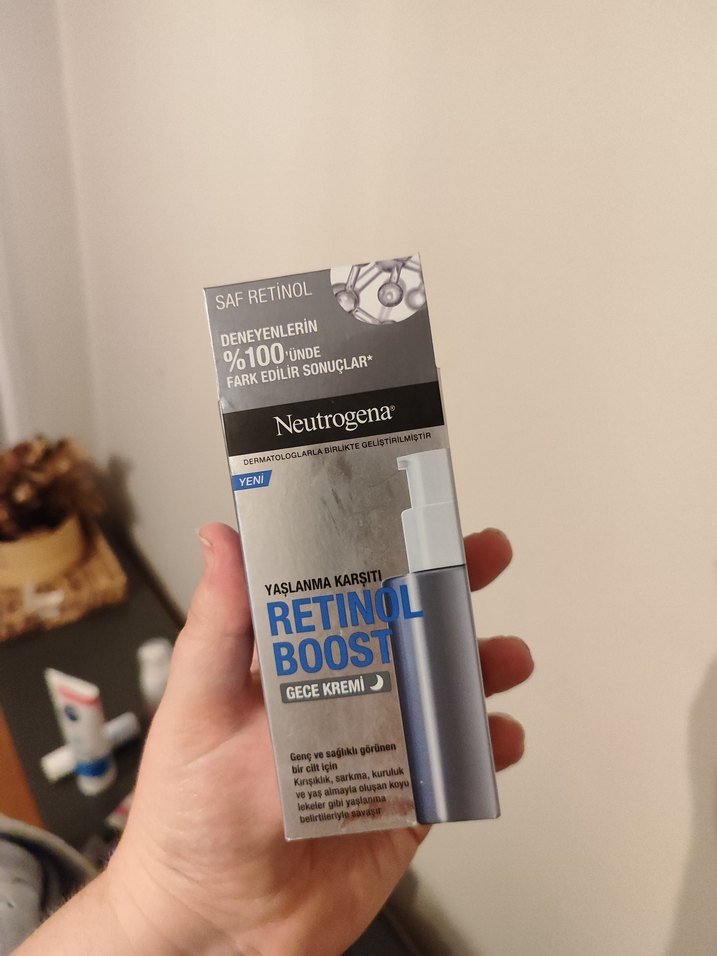 SAF RETİNOL
DENEYENLERİN
%100'ÜNDE
FARK EDİLİR SONUÇLAR*
Neutrogena®
DERMATOLOGLARLA BİRLİKTE GELİŞTİRİLMİŞTİR
YENİ
YAŞLANMA KARŞITI
RETINOL
BOOST
GECE KREMİ
Genç ve sağlıklı görünen
bir cilt için
Kırışıklık, sarkma, kuruluk
ve yaş almayla oluşan koyu
lekeler gibi yaşlanma
belirtileriyle savaşır